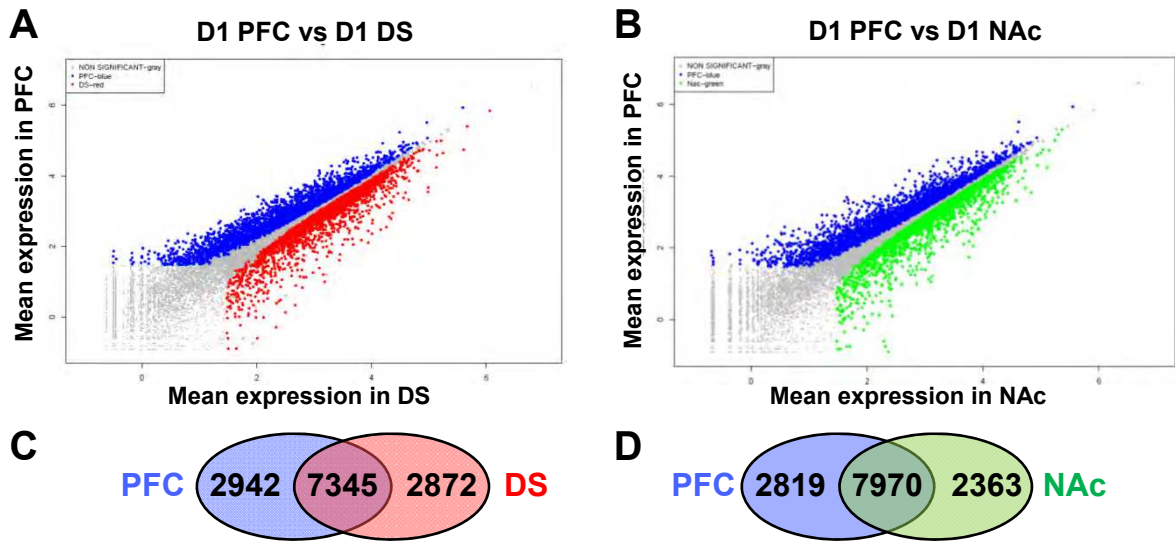 A
D1 PFC vs D1 DS
NON SIGNIFICANT-gray
PFC-blue
DS-red
Mean expression in PFC
6
4
2
0
0
2
4
6
Mean expression in DS
B
D1 PFC vs D1 NAc
NON SIGNIFICANT-gray
PFC-blue
Nac-green
Mean expression in PFC
6
4
2
0
0
2
4
6
Mean expression in NAc
C
PFC 2942 7345 2872 DS
D
PFC 2819 7970 2363 NAc